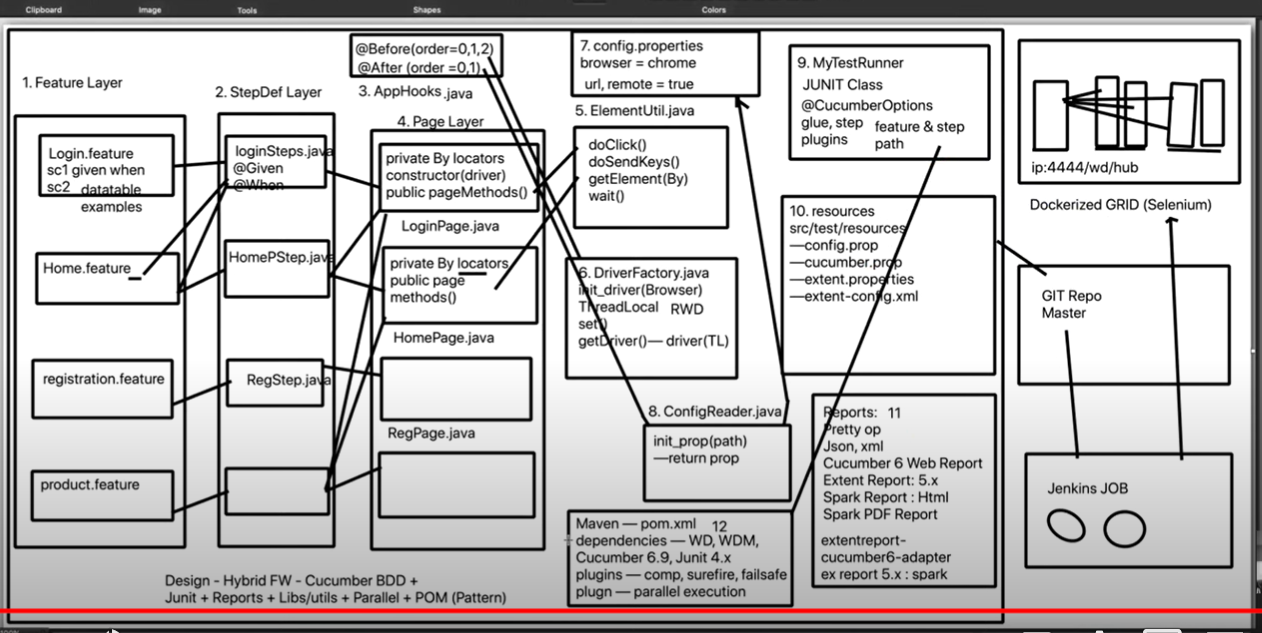 Clipboard
Image
Tools
Shapes
Colors
1. Feature Layer
Login.feature
sc1 given when
sc2 datatable
examples
Home.feature
registration.feature
product.feature
2. StepDef Layer
loginSteps.java
@Given
@When
HomePStep.java
RegStep.java
@Before(order=0,1,2)
@After (order =0,1)
3. AppHooks.java
4. Page Layer
private By locators
constructor(driver)
public pageMethods()
LoginPage.java
private By locators
public page
methods()
HomePage.java
RegPage.java
7. config.properties
browser = chrome
url, remote = true
5. ElementUtil.java
doClick()
doSendKeys()
getElement(By)
wait()
6. DriverFactory.java
init_driver(Browser)
ThreadLocal RWD
set()
getDriver()— driver(TL)
8. ConfigReader.java
init_prop(path)
—return prop
Maven — pom.xml 12
dependencies — WD, WDM,
Cucumber 6.9, Junit 4.x
plugins — comp, surefire, failsafe
plugn — parallel execution
9. MyTestRunner
JUNIT Class
@CucumberOptions
glue, step
plugins
feature & step
path
10. resources
src/test/resources
—config.prop
—cucumber.prop
—extent.properties
—extent-config.xml
Reports: 11
Pretty op
Json, xml
Cucumber 6 Web Report
Extent Report: 5.x
Spark Report : Html
Spark PDF Report
extentreport-
cucumber6-adapter
ex report 5.x : spark
ip:4444/wd/hub
Dockerized GRID (Selenium)
GIT Repo
Master
Jenkins JOB
Design - Hybrid FW - Cucumber BDD +
Junit + Reports + Libs/utils + Parallel + POM (Pattern)